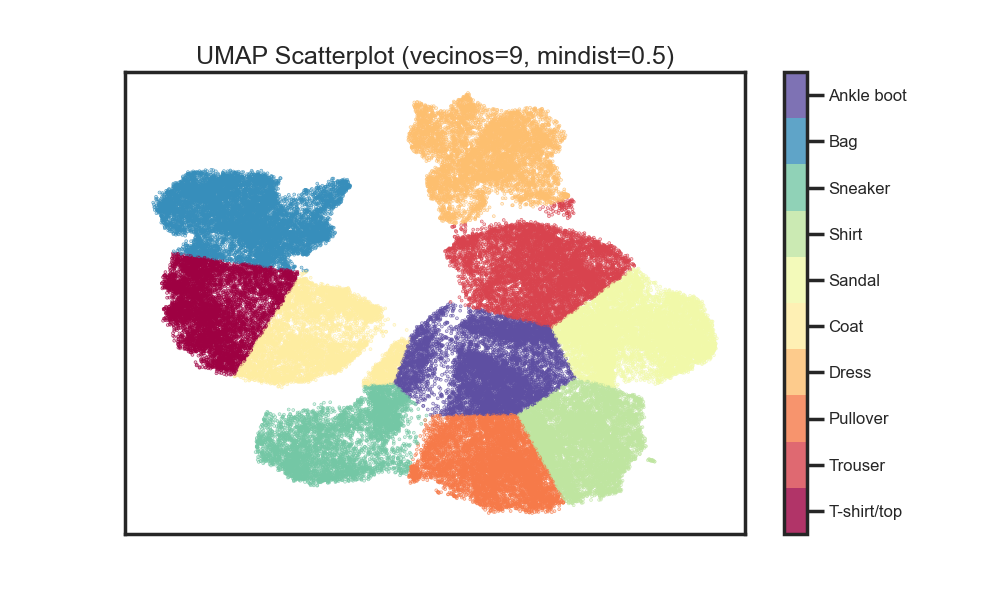 UMAP Scatterplot (vecinos=9, mindist=0.5)
Ankle boot
Bag
Sneaker
Shirt
Sandal
Coat
Dress
Pullover
Trouser
T-shirt/top